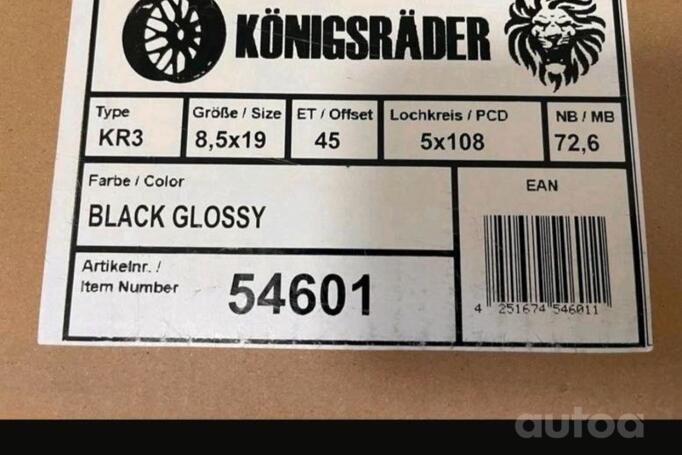 KÖNIGSRÄDER
Type Größe / Size ET / Offset Lochkreis / PCD NB / MB
KR3 8,5x19 45 5x108 72,6
Farbe / Color
BLACK GLOSSY
EAN
Artikelnr. /
Item Number
54601
4 251674 546011
autoa